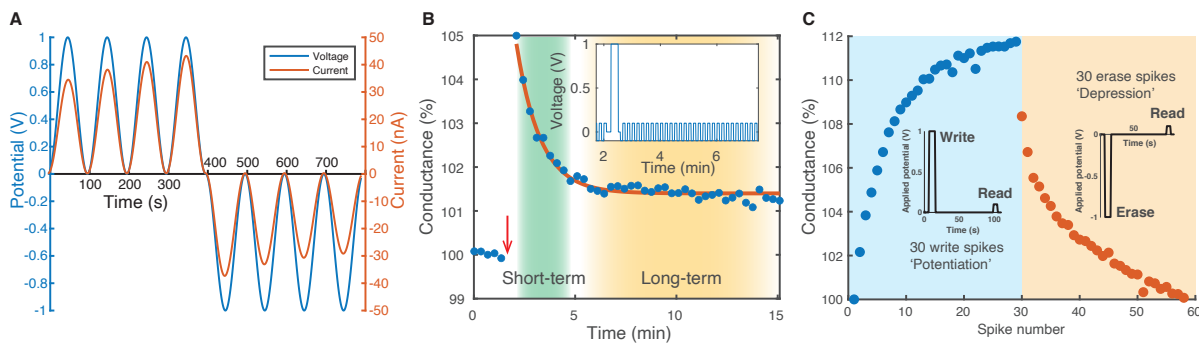 A
Potential (V)
1
0.8
0.6
0.4
0.2
0
-0.2
-0.4
-0.6
-0.8
-1
Voltage
Current
100 200 300
400 500 600 700
Time (s)
50
40
30
20
10
0
-10
-20
-30
-40
-50
Current (nA)
B
Conductance (%)
105
104
103
102
101
100
99
Voltage (V)
1
0
2 4 6
Time (min)
Short-term
Long-term
0 5 10 15
Time (min)
C
Conductance (%)
112
110
108
106
104
102
100
Applied potential (V)
1
0.5
0
Write
Read
0 50 100
Time (s)
30 write spikes
'Potentiation'
30 erase spikes
'Depression'
Read
Applied potential (V)
0
-1
50
Time (s)
Erase
0 10 20 30 40 50 60
Spike number